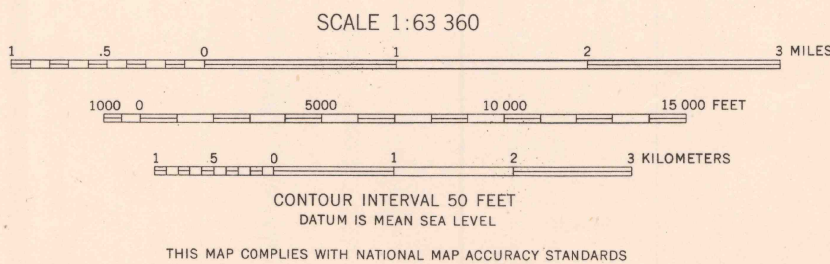 SCALE 1:63 360
1 .5 0 1 2 3 MILES
1000 0 5000 10 000 15 000 FEET
1 .5 0 1 2 3 KILOMETERS
CONTOUR INTERVAL 50 FEET
DATUM IS MEAN SEA LEVEL
THIS MAP COMPLIES WITH NATIONAL MAP ACCURACY STANDARDS